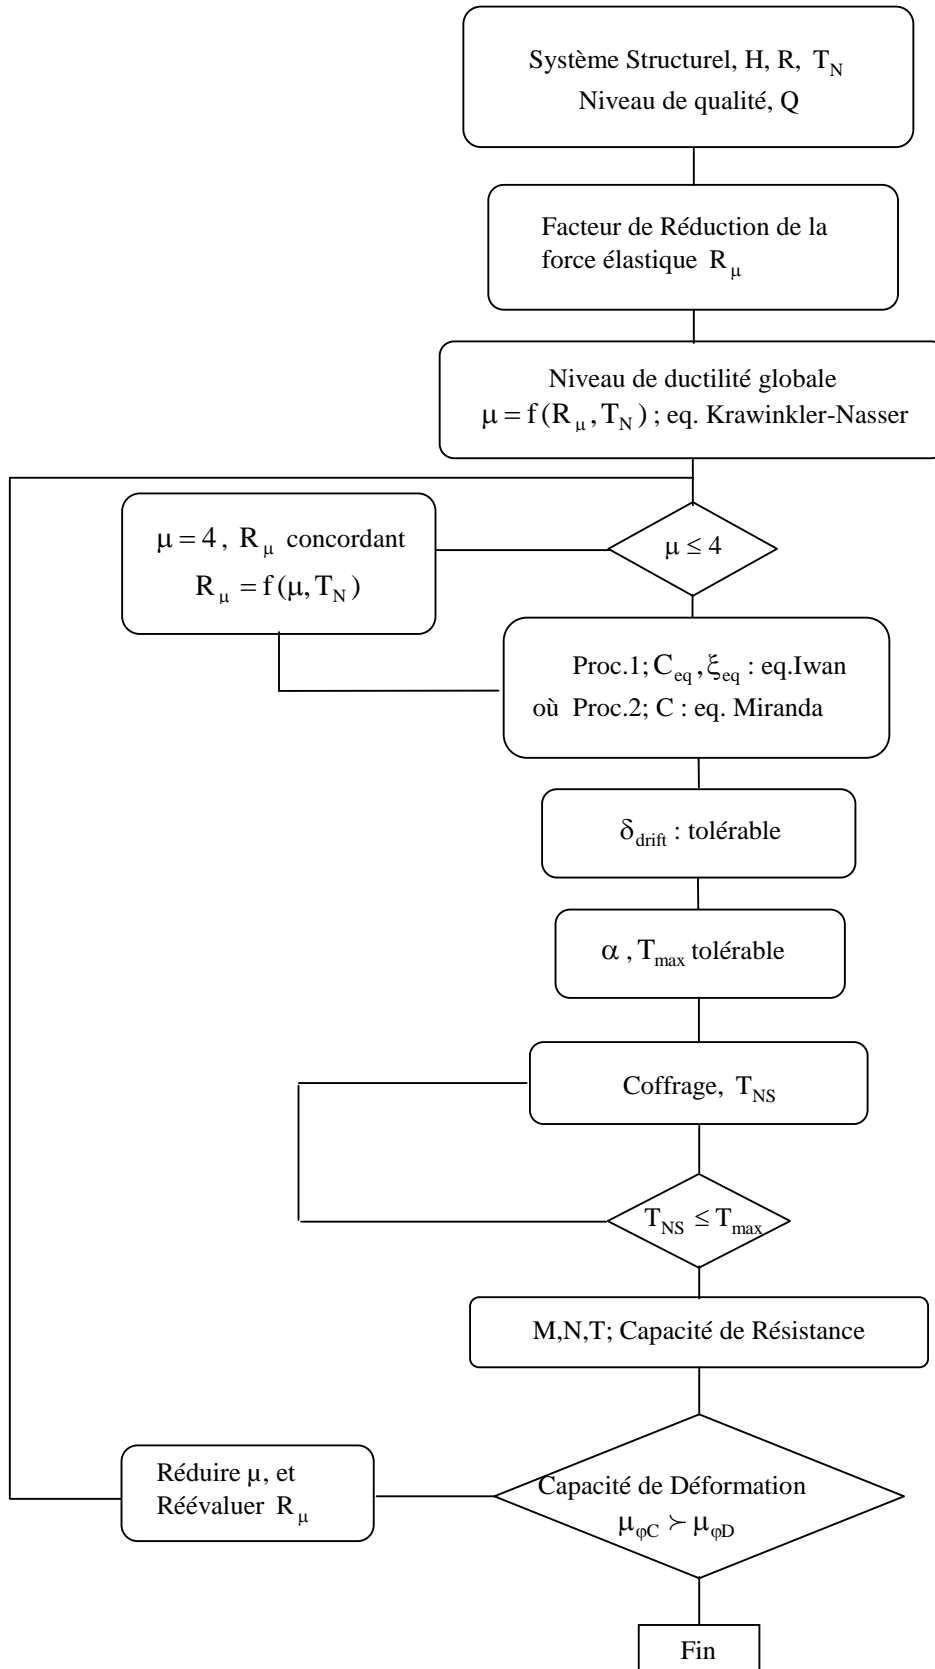 Système Structurel, H, R, T_N
Niveau de qualité, Q
Facteur de Réduction de la
force élastique R_μ
Niveau de ductilité globale
μ = f(R_μ, T_N) ; eq. Krawinkler-Nasser
μ = 4 , R_μ concordant
R_μ = f(μ, T_N)
μ ≤ 4
Proc.1; C_eq, ξ_eq : eq.Iwan
où Proc.2; C : eq. Miranda
δ_drift : tolérable
α , T_max tolérable
Coffrage, T_NS
T_NS ≤ T_max
M,N,T; Capacité de Résistance
Réduire μ, et
Réévaluer R_μ
Capacité de Déformation
μ_φC ≻ μ_φD
Fin